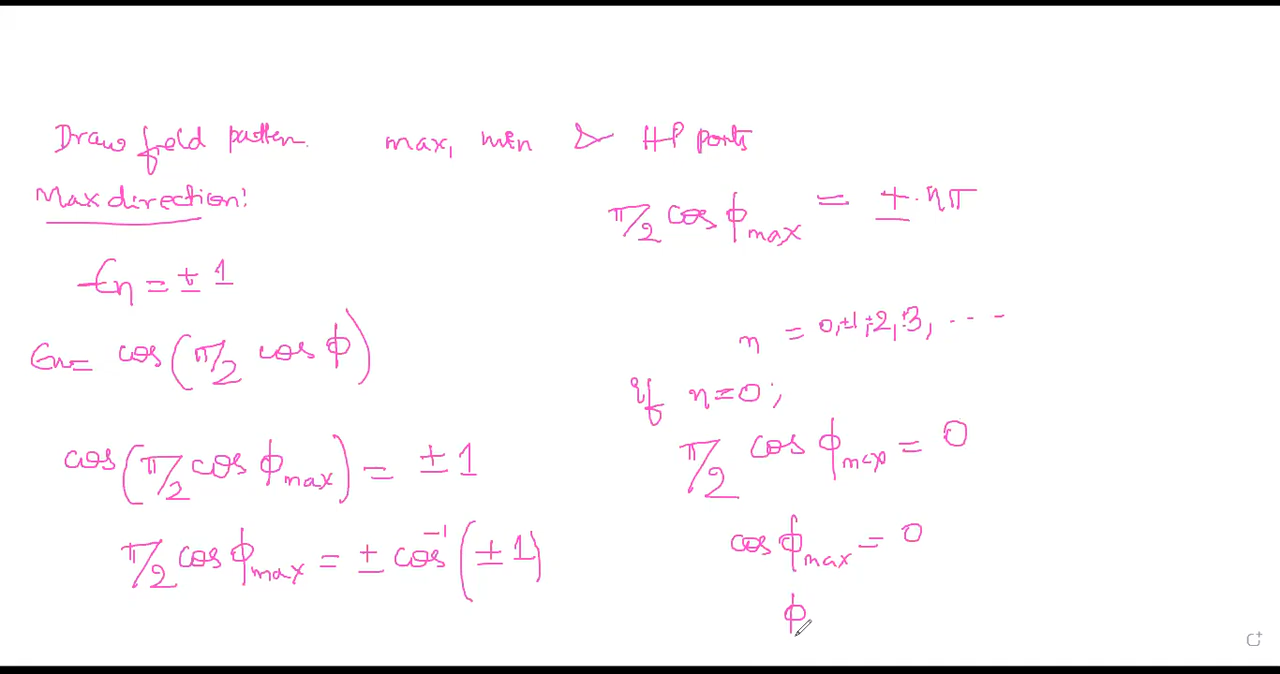 Draw field pattern. max, min & HP points
Max direction:
En = ± 1
En = cos(π/2 cos ϕ)
cos(π/2 cos ϕmax) = ± 1
π/2 cos ϕmax = ± cos⁻¹(± 1)
π/2 cos ϕmax = ± nπ
n = 0, ±1, ±2, ±3, ----
If n=0;
π/2 cos ϕmax = 0
cos ϕmax = 0
ϕ